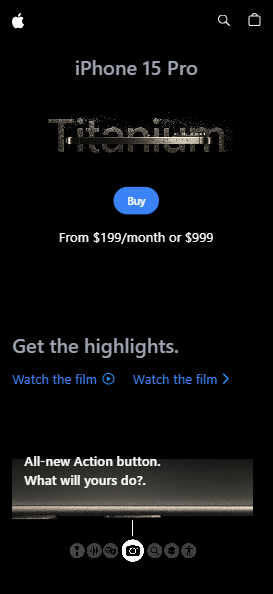 iPhone 15 Pro
Titanium
Buy
From $199/month or $999
Get the highlights.
Watch the film
Watch the film
All-new Action button.
What will yours do?.